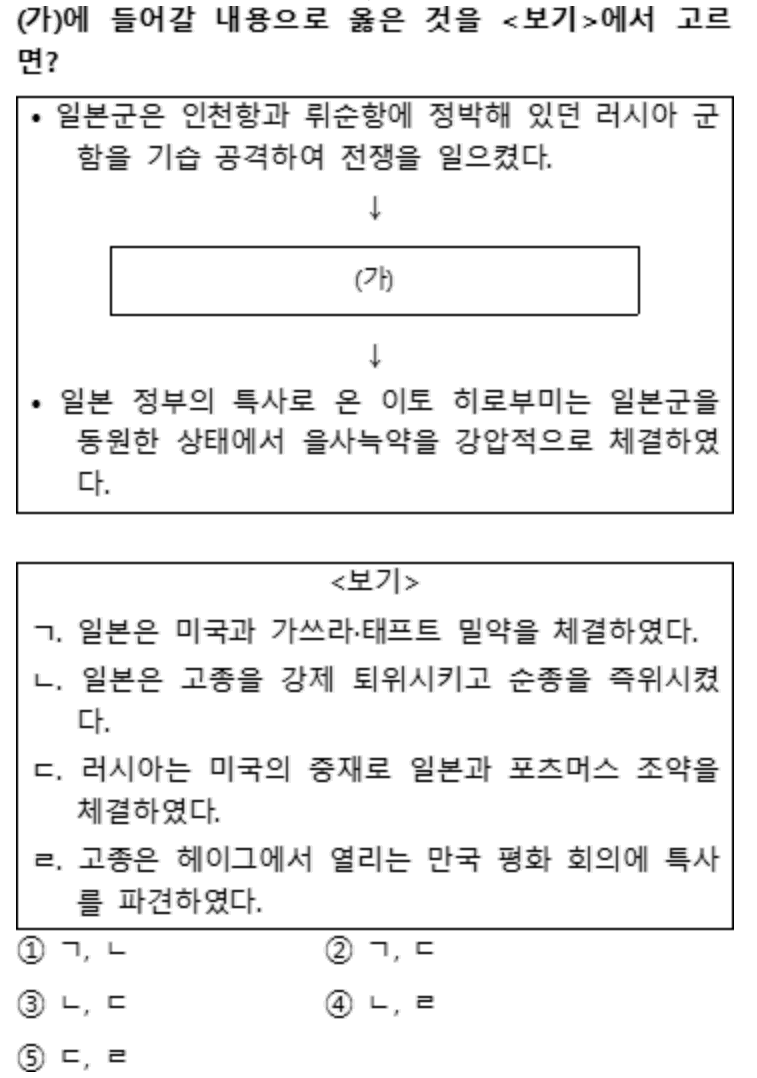 (가)에 들어갈 내용으로 옳은 것을 <보기>에서 고르
면?
• 일본군은 인천항과 뤼순항에 정박해 있던 러시아 군
함을 기습 공격하여 전쟁을 일으켰다.
↓
(가)
↓
• 일본 정부의 특사로 온 이토 히로부미는 일본군을
동원한 상태에서 을사늑약을 강압적으로 체결하였
다.
<보기>
ㄱ. 일본은 미국과 가쓰라·태프트 밀약을 체결하였다.
ㄴ. 일본은 고종을 강제 퇴위시키고 순종을 즉위시켰
다.
ㄷ. 러시아는 미국의 중재로 일본과 포츠머스 조약을
체결하였다.
ㄹ. 고종은 헤이그에서 열리는 만국 평화 회의에 특사
를 파견하였다.
① ㄱ, ㄴ ② ㄱ, ㄷ
③ ㄴ, ㄷ ④ ㄴ, ㄹ
⑤ ㄷ, ㄹ